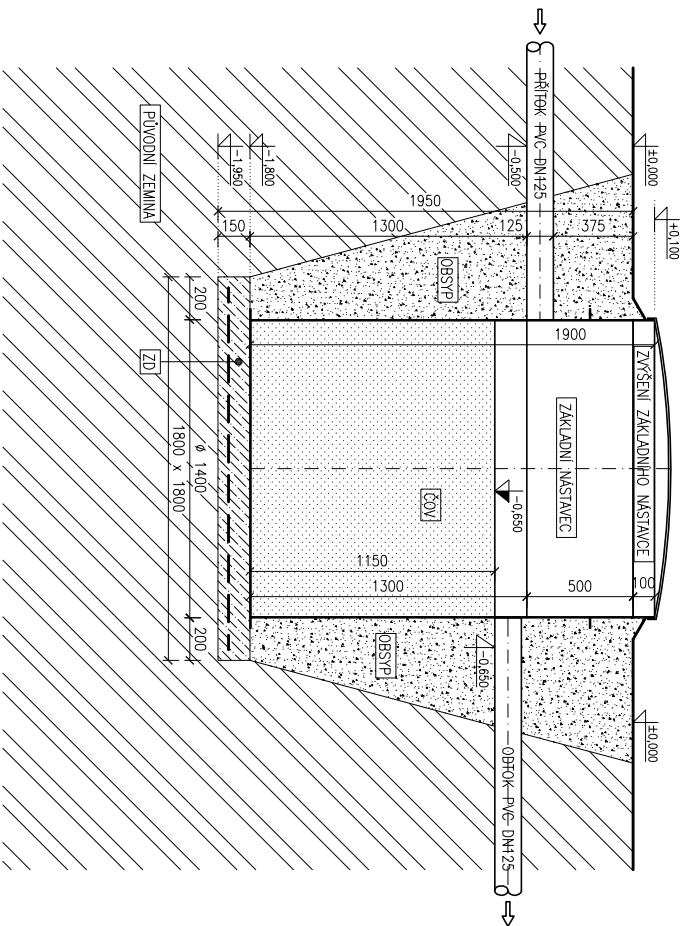 +0,100
±0,000
±0,000
PŘÍTOK PVC-DN125
ZVÝŠENÍ ZÁKLADNÍHO NÁSTAVCE
ZÁKLADNÍ NÁSTAVEC
375
125
1300
150
1950
1900
100
500
1300
1150
-0,500
-0,650
-0,650
ODTOK PVC DN125
OBSYP
OBSYP
ČOV
-1,800
-1,950
PŮVODNÍ ZEMINA
ZD
200
ø 1400
200
1800 x 1800